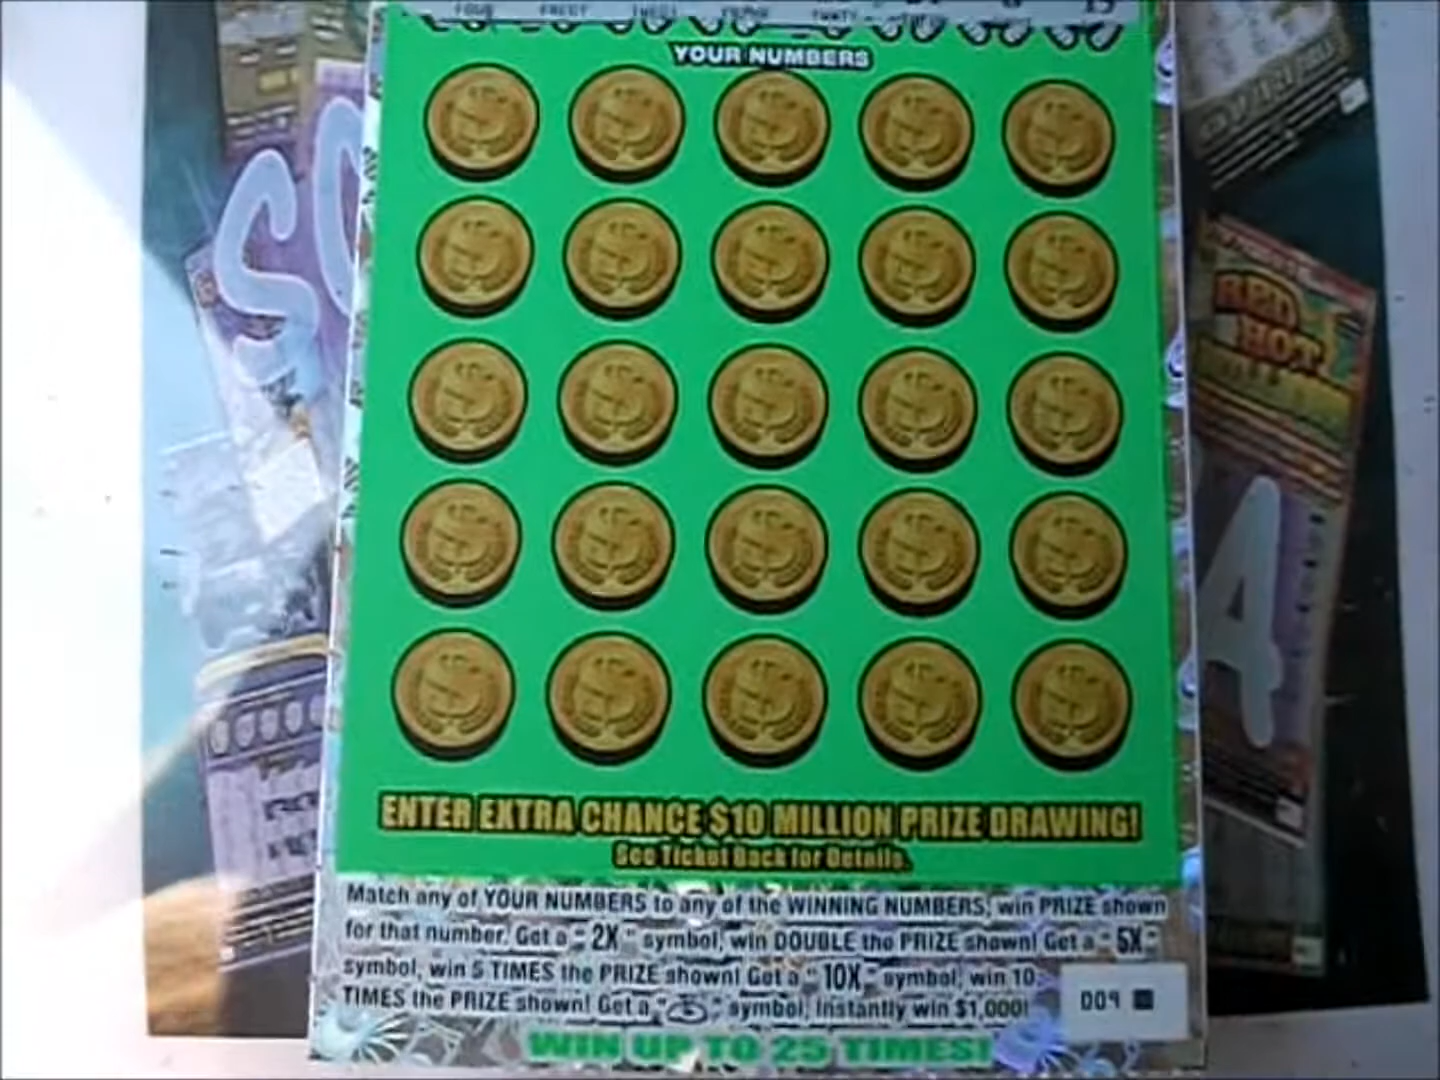 15
YOUR NUMBERS
SO
RED
HOT
A
ENTER EXTRA CHANCE $10 MILLION PRIZE DRAWING!
See Ticket Back for Details.
Match any of YOUR NUMBERS to any of the WINNING NUMBERS, win PRIZE shown
for that number. Get a "2X" symbol, win DOUBLE the PRIZE shown! Get a "5X"
symbol, win 5 TIMES the PRIZE shown! Get a "10X" symbol, win 10
TIMES the PRIZE shown! Get a " " symbol, instantly win $1,000!
009
WIN UP TO 25 TIMES!